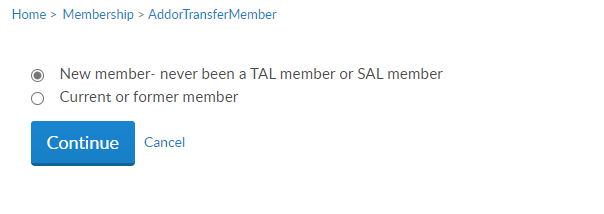 Home > Membership > AddorTransferMember
New member- never been a TAL member or SAL member
Current or former member
Continue Cancel